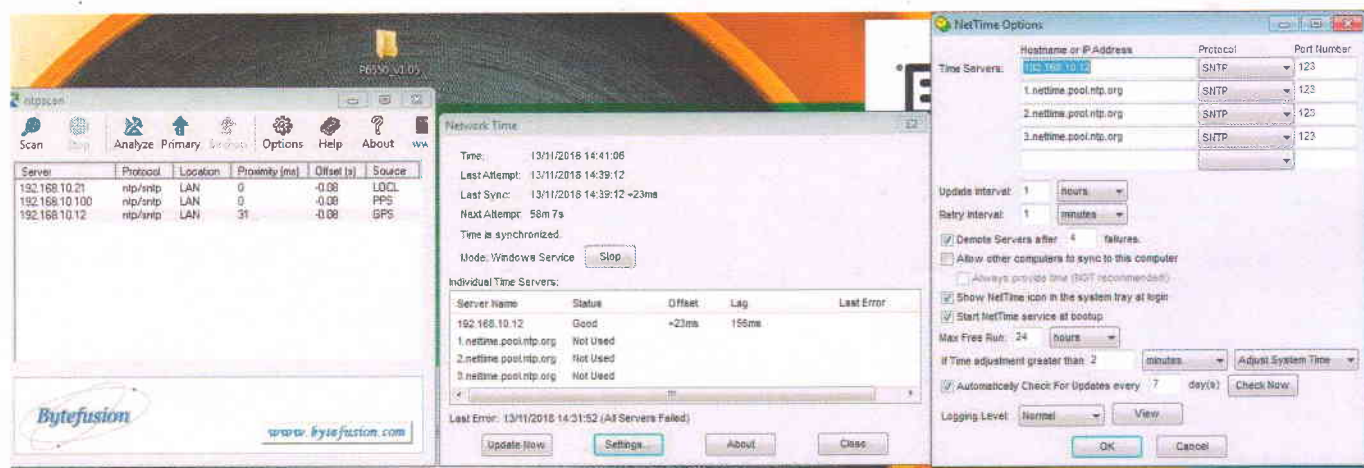 P6550_V1.05
ntpscan
Scan Stop Analyze Primary Options Help About
Server Protocol Location Proximity (ms) Offset (s) Source
192.168.10.21 ntp/sntp LAN 0 -0.08 LOCL
192.168.10.100 ntp/sntp LAN 0 -0.08 PPS
192.168.10.12 ntp/sntp LAN 31 -0.08 GPS
Bytefusion
www.bytefusion.com
Network Time
Time: 13/11/2018 14:41:06
Last Attempt: 13/11/2018 14:39:12
Last Sync: 13/11/2018 14:39:12 +23ms
Next Attempt: 58m 7s
Time is synchronized.
Mode: Windows Service Stop
Individual Time Servers:
Server Name Status Offset Lag Last Error
192.168.10.12 Good +23ms 156ms
1.nettime.pool.ntp.org Not Used
2.nettime.pool.ntp.org Not Used
3.nettime.pool.ntp.org Not Used
Last Error: 13/11/2018 14:31:52 (All Servers Failed)
Update Now Settings... About Close
NetTime Options
Hostname or IP Address Protocol Port Number
Time Servers: 192.168.10.12 SNTP 123
1.nettime.pool.ntp.org SNTP 123
2.nettime.pool.ntp.org SNTP 123
3.nettime.pool.ntp.org SNTP 123
Update Interval: 1 hours
Retry Interval: 1 minutes
Demote Servers after 4 failures.
Allow other computers to sync to this computer
Always provide time (NOT recommended)
Show NetTime icon in the system tray at login
Start NetTime service at bootup
Max Free Run: 24 hours
If Time adjustment greater than 2 minutes Adjust System Time
Automatically Check For Updates every 7 day(s) Check Now
Logging Level: Normal View
OK Cancel